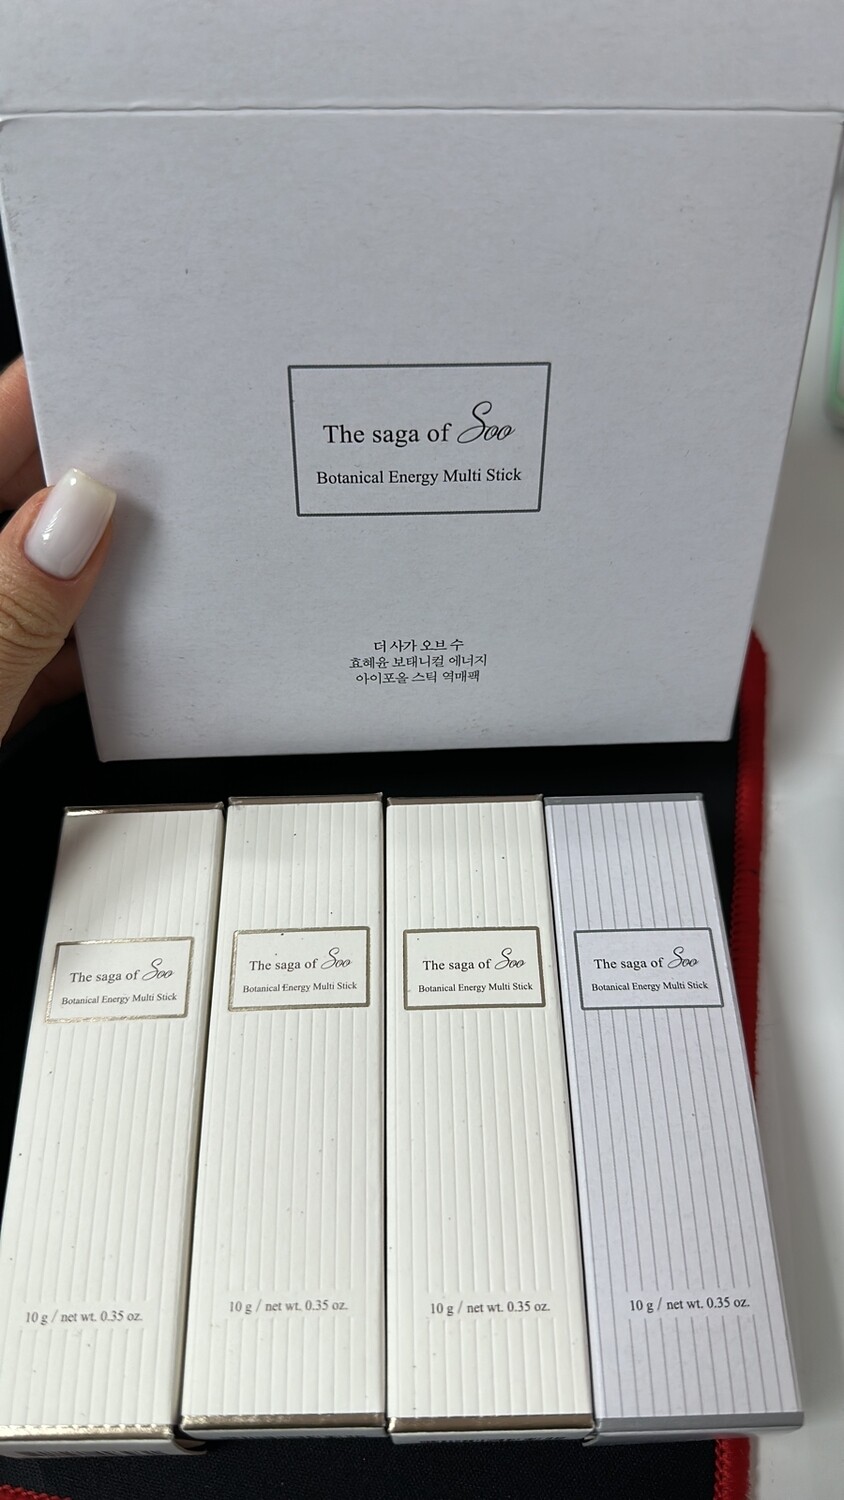 The saga of Soo
Botanical Energy Multi Stick
더 사가 오브 수
효혜윤 보태니컬 에너지
아이포올 스틱 역매팩
The saga of Soo
Botanical Energy Multi Stick
10 g / net wt. 0.35 oz.
The saga of Soo
Botanical Energy Multi Stick
10 g / net wt. 0.35 oz.
The saga of Soo
Botanical Energy Multi Stick
10 g / net wt. 0.35 oz.
The saga of Soo
Botanical Energy Multi Stick
10 g / net wt. 0.35 oz.